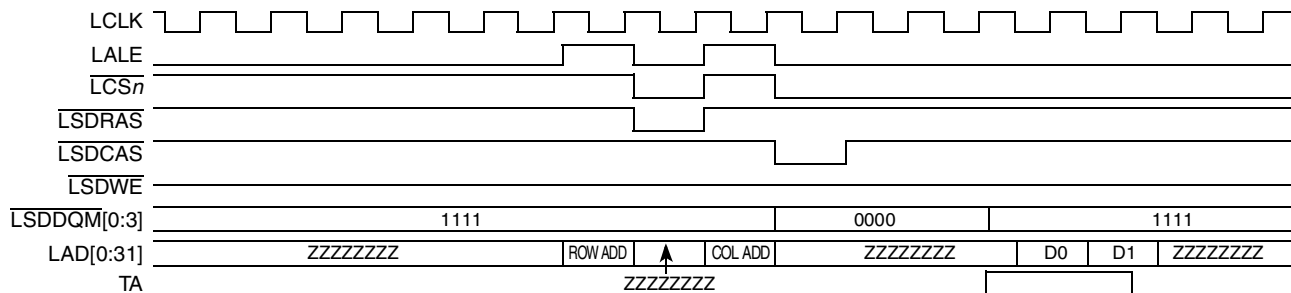 LCLK
LALE
LCSn
LSDRAS
LSDCAS
LSDWE
LSDDQM[0:3] 1111 0000 1111
LAD[0:31] ZZZZZZZZ ROW ADD COL ADD ZZZZZZZZ D0 D1 ZZZZZZZZ
TA ZZZZZZZZ